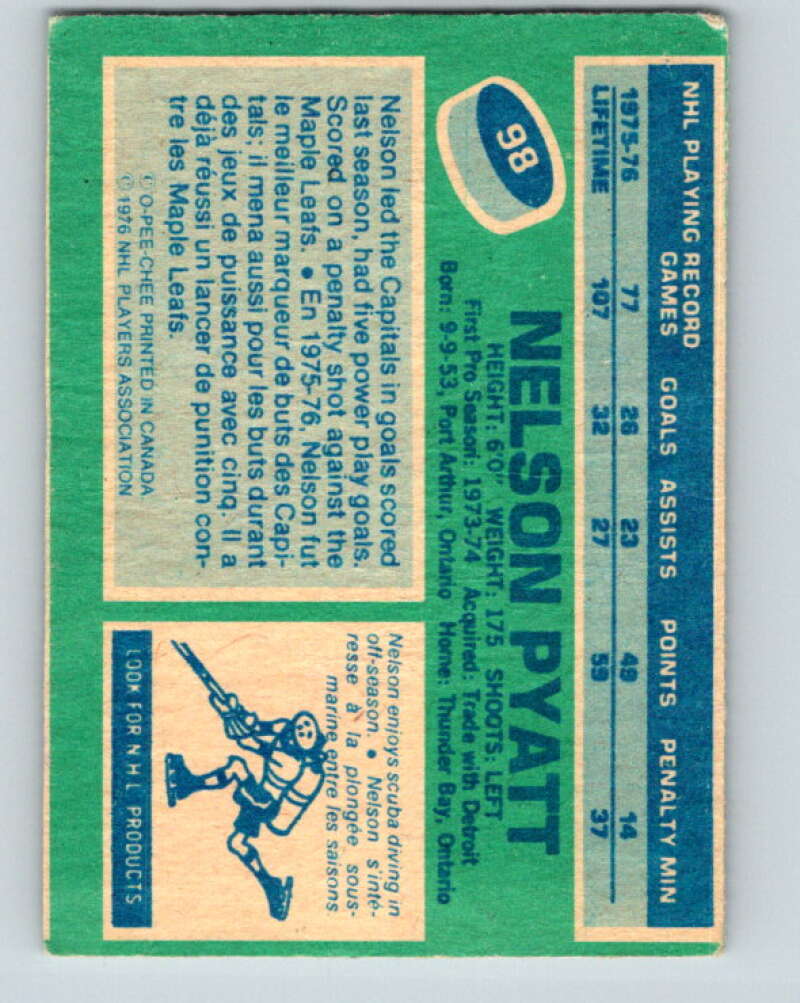 NHL PLAYING RECORD
GAMES GOALS ASSISTS POINTS PENALTY MIN
1975-76 77 26 23 49 14
LIFETIME 107 32 27 59 37
98
NELSON PYATT
HEIGHT: 6'0" WEIGHT: 175 SHOOTS: LEFT
First Pro Season: 1973-74 Acquired: Trade with Detroit
Born: 9-9-53, Port Arthur, Ontario Home: Thunder Bay, Ontario
Nelson led the Capitals in goals scored
last season, had five power play goals.
Scored on a penalty shot against the
Maple Leafs. • En 1975-76, Nelson fut
le meilleur marqueur de buts des Capi-
tals; il mena aussi pour les buts durant
des jeux de puissance avec cinq. Il a
déjà réussi un lancer de punition con-
tre les Maple Leafs.
© O-PEE-CHEE PRINTED IN CANADA
© 1976 NHL PLAYERS ASSOCIATION
Nelson enjoys scuba diving in
off-season. • Nelson s'inté-
resse à la plongée sous-
marine entre les saisons
LOOK FOR N H L PRODUCTS